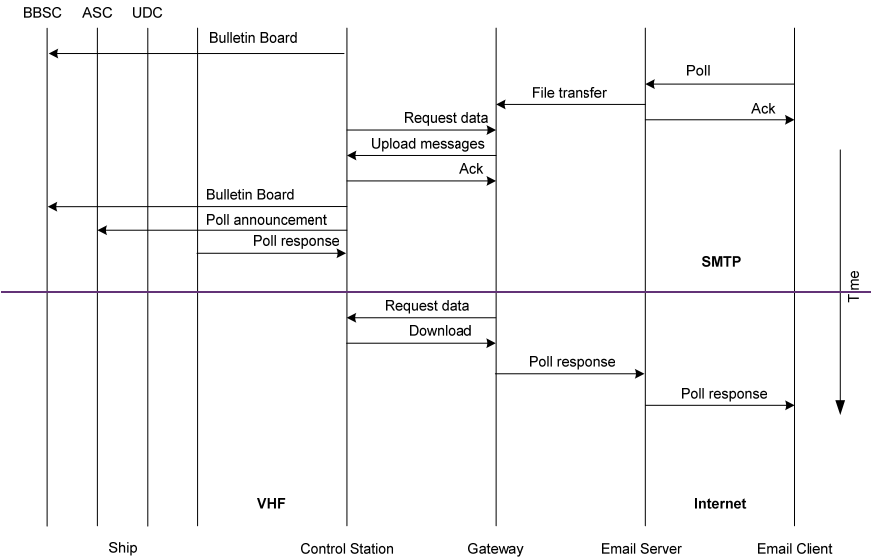 BBSC ASC UDC
Bulletin Board
Poll
File transfer
Ack
Request data
Upload messages
Ack
Bulletin Board
Poll announcement
Poll response
SMTP
Time
Request data
Download
Poll response
Poll response
VHF
Internet
Ship
Control Station
Gateway
Email Server
Email Client